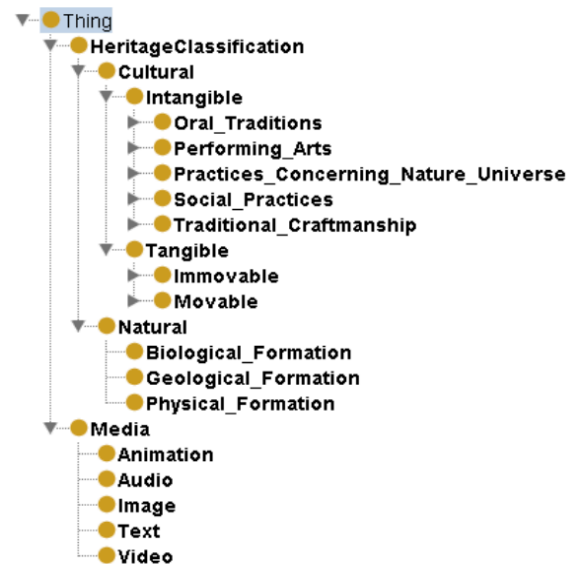 Thing
HeritageClassification
Cultural
Intangible
Oral_Traditions
Performing_Arts
Practices_Concerning_Nature_Universe
Social_Practices
Traditional_Craftmanship
Tangible
Immovable
Movable
Natural
Biological_Formation
Geological_Formation
Physical_Formation
Media
Animation
Audio
Image
Text
Video